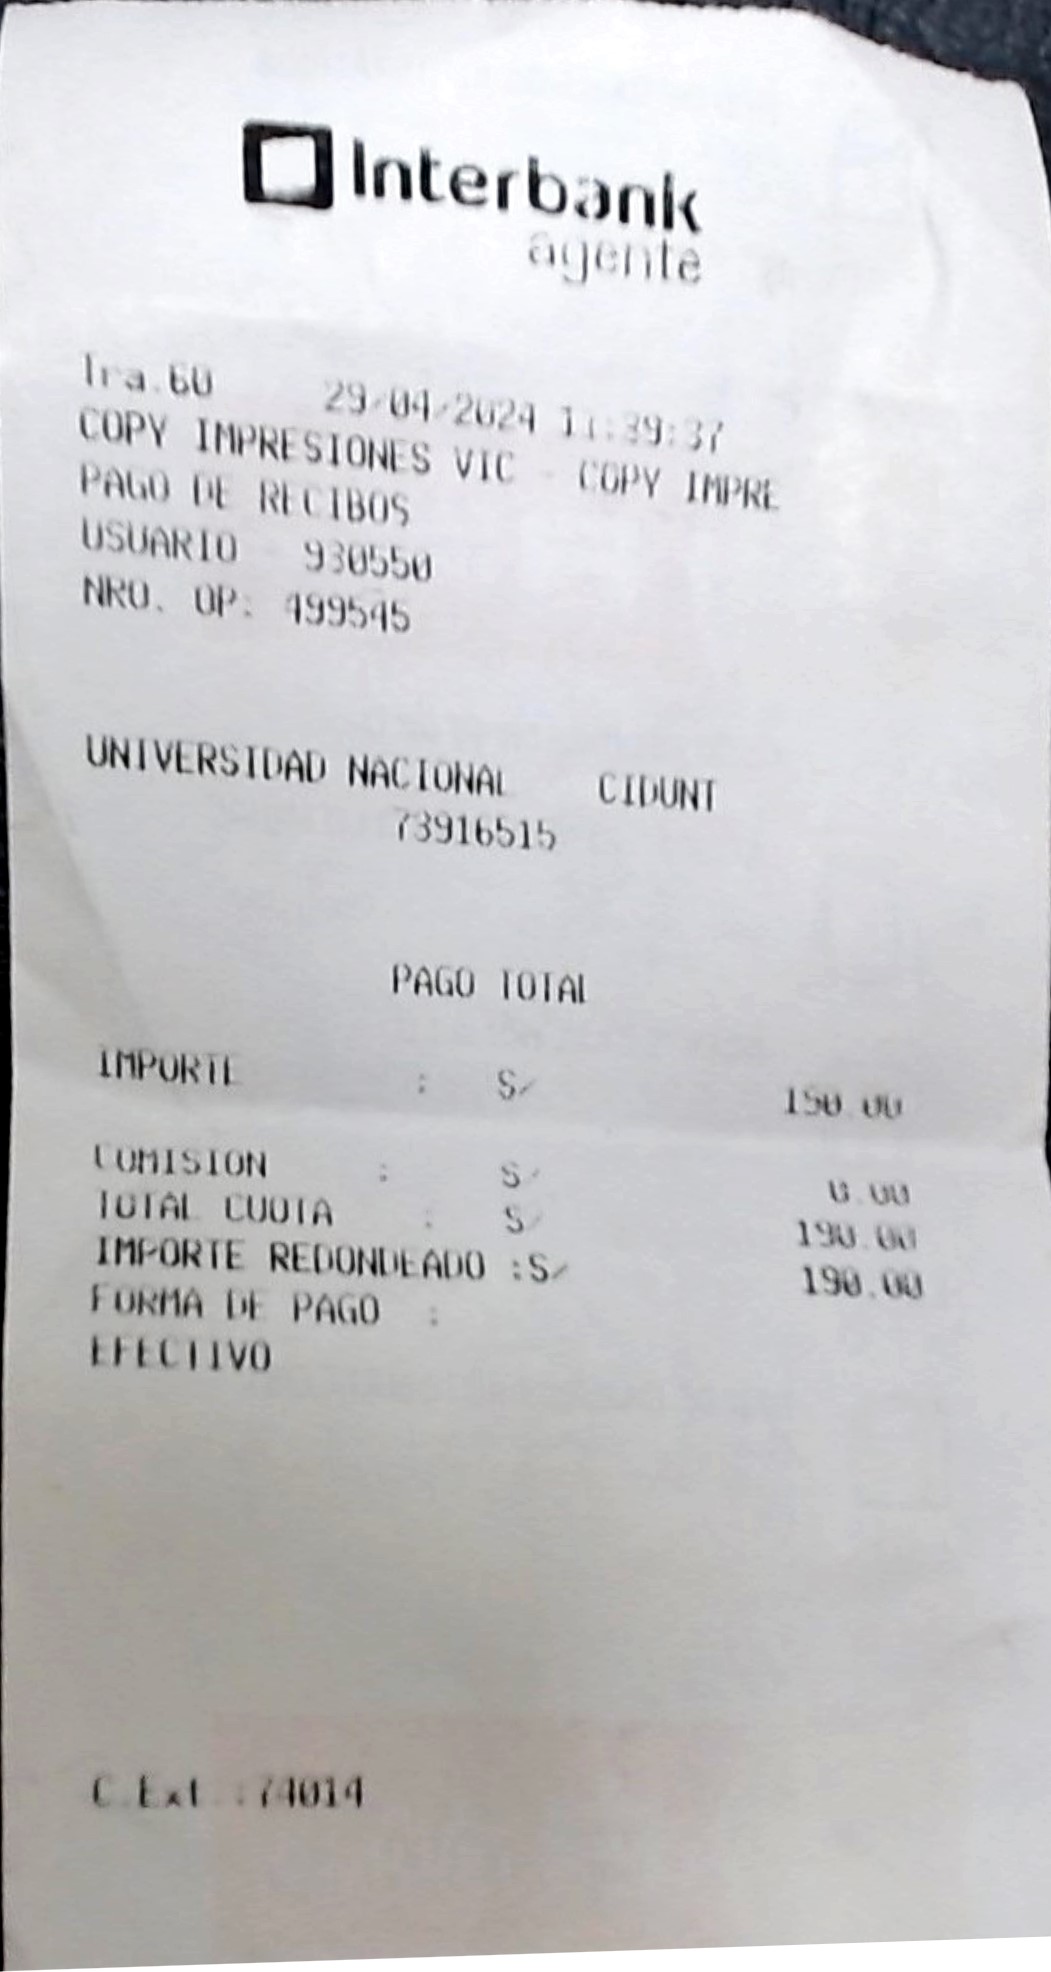 Interbank
agente
Tra.60 29/04/2024 11:39:37
COPY IMPRESIONES VIC - COPY IMPRE
PAGO DE RECIBOS
USUARIO 930550
NRO. OP: 499545
UNIVERSIDAD NACIONAL CIDUNT
73916515
PAGO TOTAL
IMPORTE : S/ 190.00
COMISION : S/ 0.00
TOTAL CUOTA : S/ 190.00
IMPORTE REDONDEADO :S/ 190.00
FORMA DE PAGO :
EFECTIVO
C.Ext.:74014